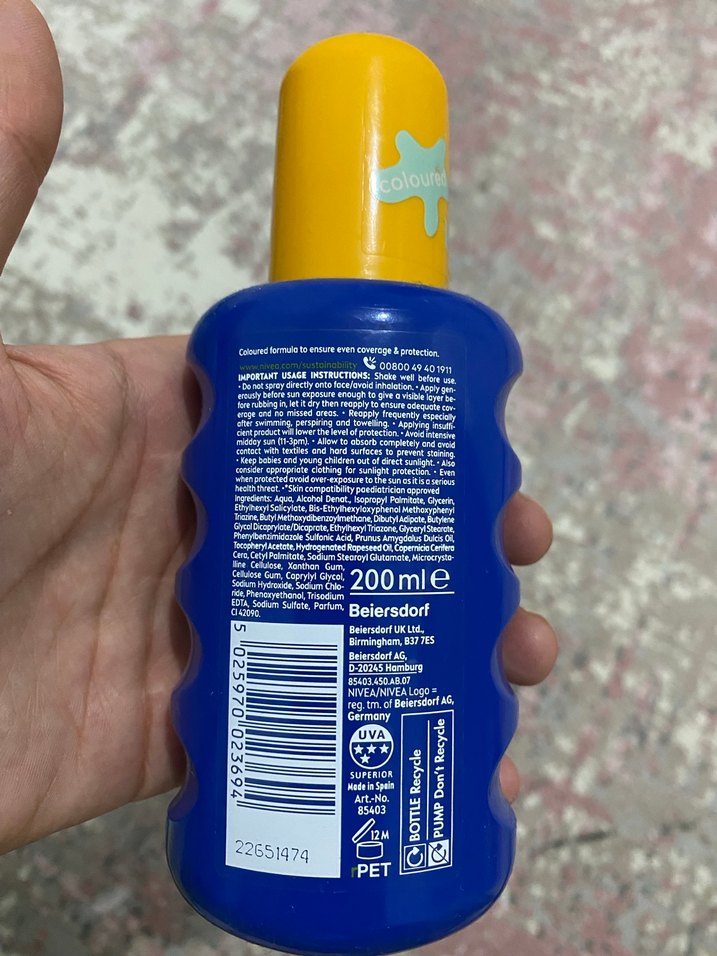 coloured
Coloured formula to ensure even coverage & protection.
www.nivea.com/sustainability 00800 49 40 1911
IMPORTANT USAGE INSTRUCTIONS: Shake well before use.
• Do not spray directly onto face/avoid inhalation. • Apply gen-
erously before sun exposure enough to give a visible layer be-
fore rubbing in, let it dry then reapply to ensure adequate cov-
erage and no missed areas. • Reapply frequently especially
after swimming, perspiring and towelling. • Applying insuffi-
cient product will lower the level of protection. • Avoid intensive
midday sun (11-3pm). • Allow to absorb completely and avoid
contact with textiles and hard surfaces to prevent staining.
• Keep babies and young children out of direct sunlight. • Also
consider appropriate clothing for sunlight protection. • Even
when protected avoid over-exposure to the sun as it is a serious
health threat. •*Skin compatibility paediatrician approved
Ingredients: Aqua, Alcohol Denat., Isopropyl Palmitate, Glycerin,
Ethylhexyl Salicylate, Bis-Ethylhexyloxyphenol Methoxyphenyl
Triazine, Butyl Methoxydibenzoylmethane, Dibutyl Adipate, Butylene
Glycol Dicaprylate/Dicaprate, Ethylhexyl Triazone, Glyceryl Stearate,
Phenylbenzimidazole Sulfonic Acid, Prunus Amygdalus Dulcis Oil,
Tocopheryl Acetate, Hydrogenated Rapeseed Oil, Copernicia Cerifera
Cera, Cetyl Palmitate, Sodium Stearoyl Glutamate, Microcrysta-
lline Cellulose, Xanthan Gum,
Cellulose Gum, Caprylyl Glycol,
Sodium Hydroxide, Sodium Chlo-
ride, Phenoxyethanol, Trisodium
EDTA, Sodium Sulfate, Parfum,
CI 42090.
200 ml e
Beiersdorf
Beiersdorf UK Ltd.,
Birmingham, B37 7ES
Beiersdorf AG,
D-20245 Hamburg
85403.450.AB.07
NIVEA/NIVEA Logo =
reg. tm. of Beiersdorf AG,
Germany
UVA
SUPERIOR
Made in Spain
Art.-No.
85403
12 M
rPET
BOTTLE Recycle
PUMP Don't Recycle
5 025970 023694
22651474